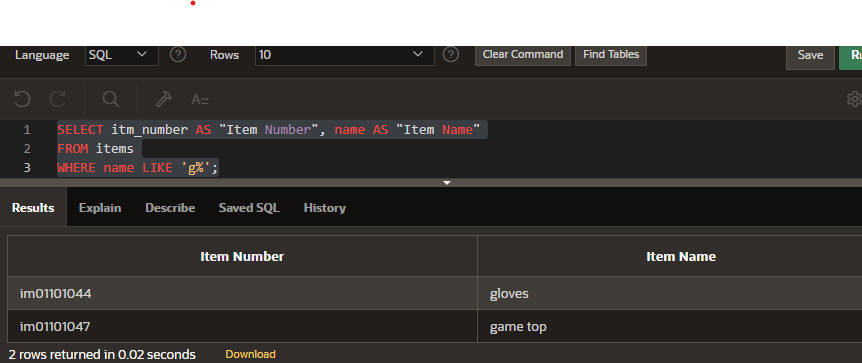 Language SQL Rows 10 Clear Command Find Tables Save
1 SELECT itm_number AS "Item Number", name AS "Item Name"
2 FROM items
3 WHERE name LIKE 'g%';
Results Explain Describe Saved SQL History
Item Number Item Name
im01101044 gloves
im01101047 game top
2 rows returned in 0.02 seconds Download